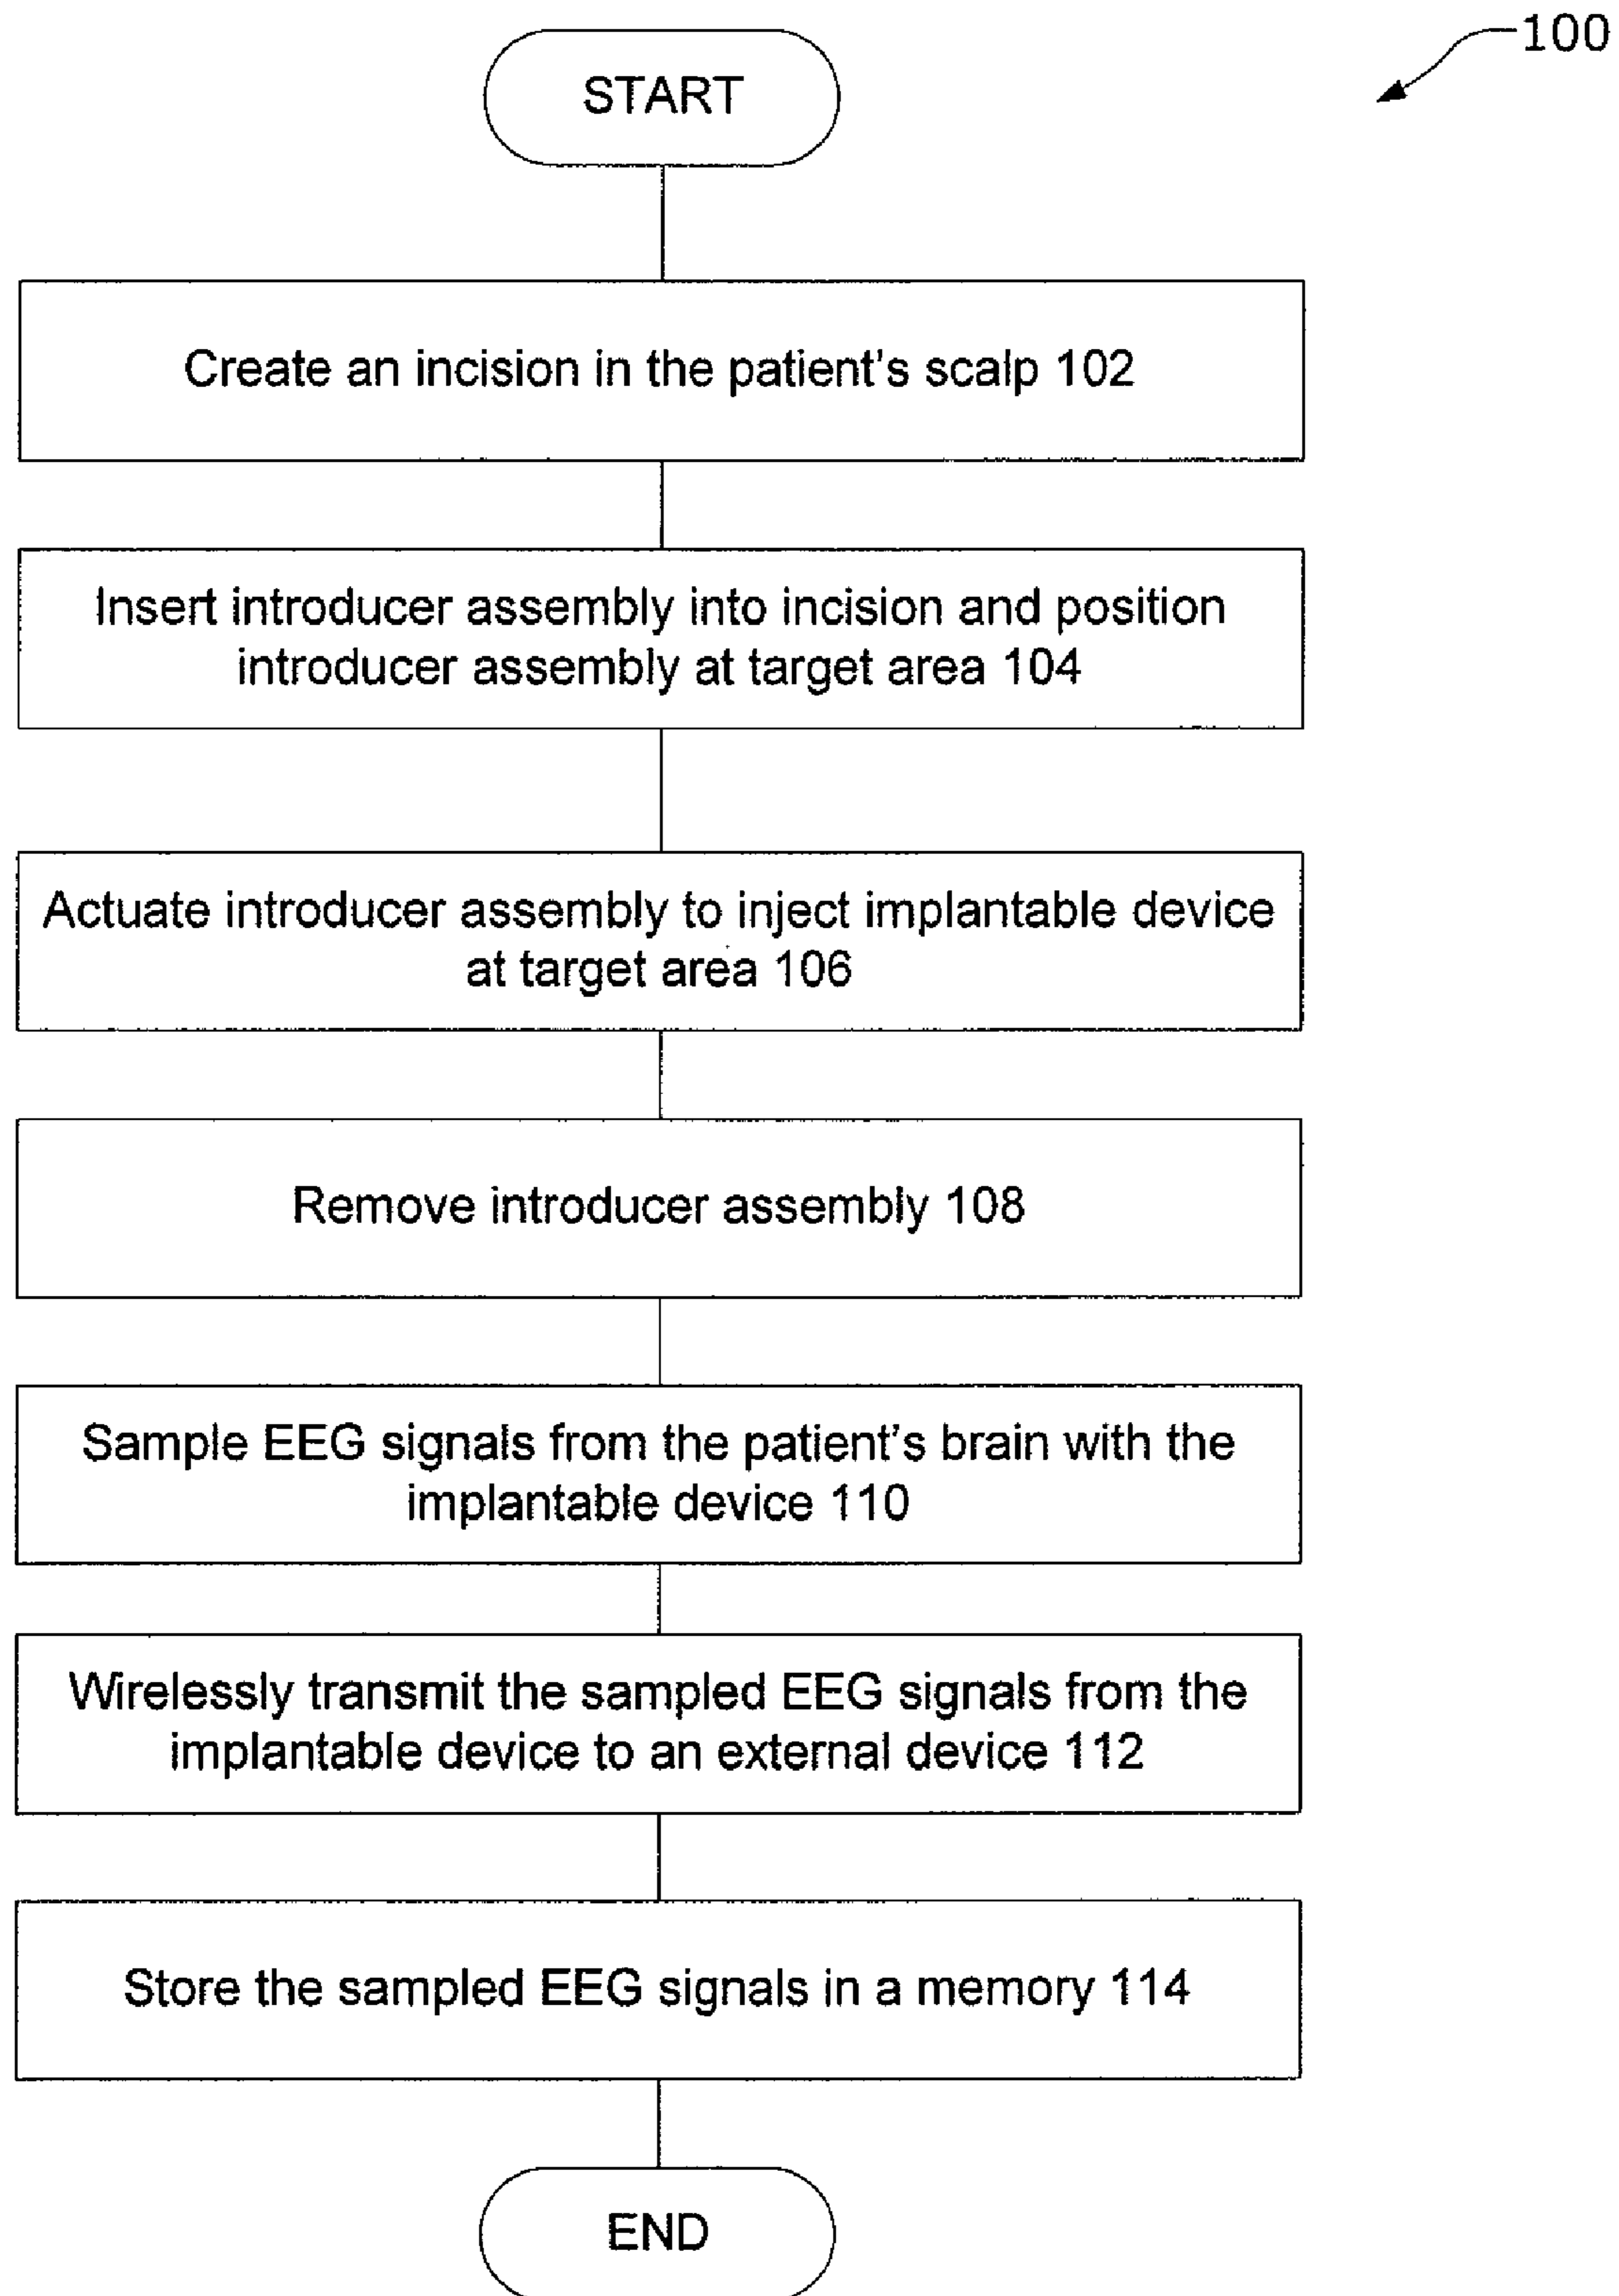 100
START
Create an incision in the patient's scalp 102
Insert introducer assembly into incision and position
introducer assembly at target area 104
Actuate introducer assembly to inject implantable device
at target area 106
Remove introducer assembly 108
Sample EEG signals from the patient's brain with the
implantable device 110
Wirelessly transmit the sampled EEG signals from the
implantable device to an external device 112
Store the sampled EEG signals in a memory 114
END